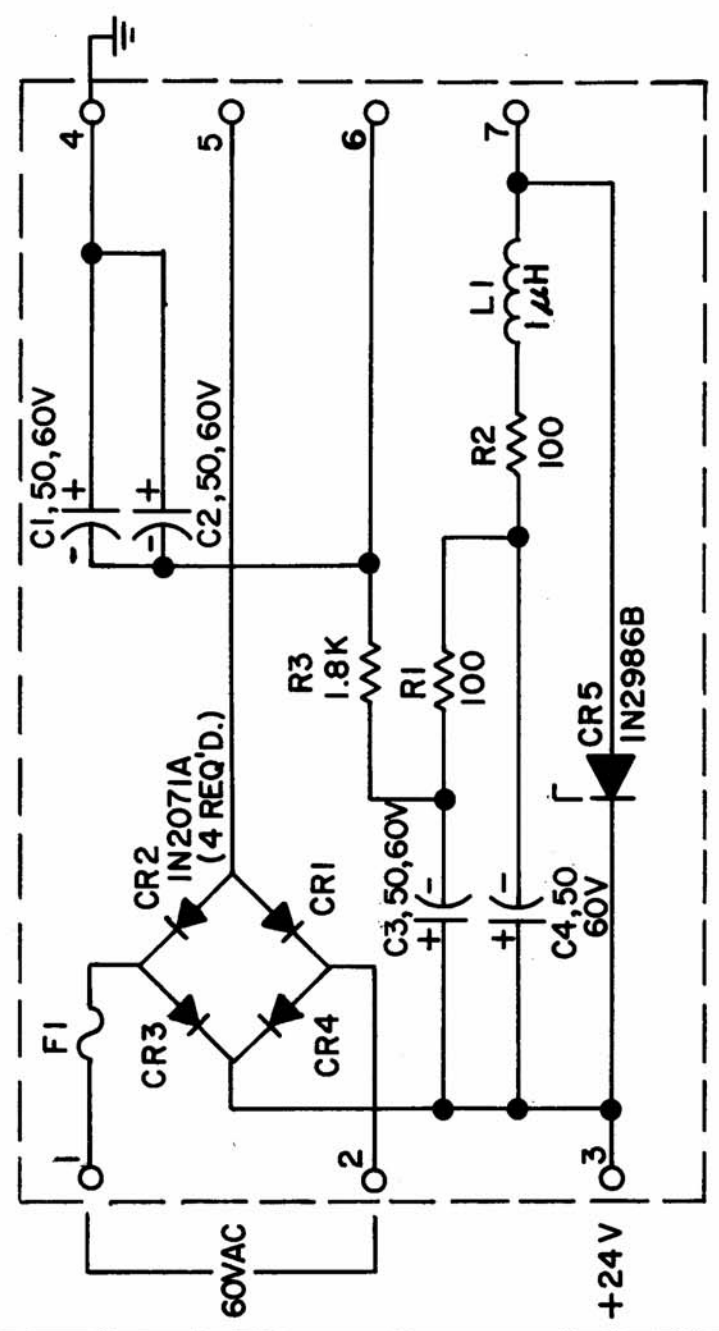 60VAC
+24V
1
2
3
4
5
6
7
F1
CR2
1N2071A
(4 REQ'D.)
CR3
CR1
CR4
C1,50,60V
+
-
+
-
C2,50,60V
R3
1.8K
R1
100
C3,50,60V
+
-
+
-
C4,50
60V
R2
100
L1
1µH
CR5
1N2986B